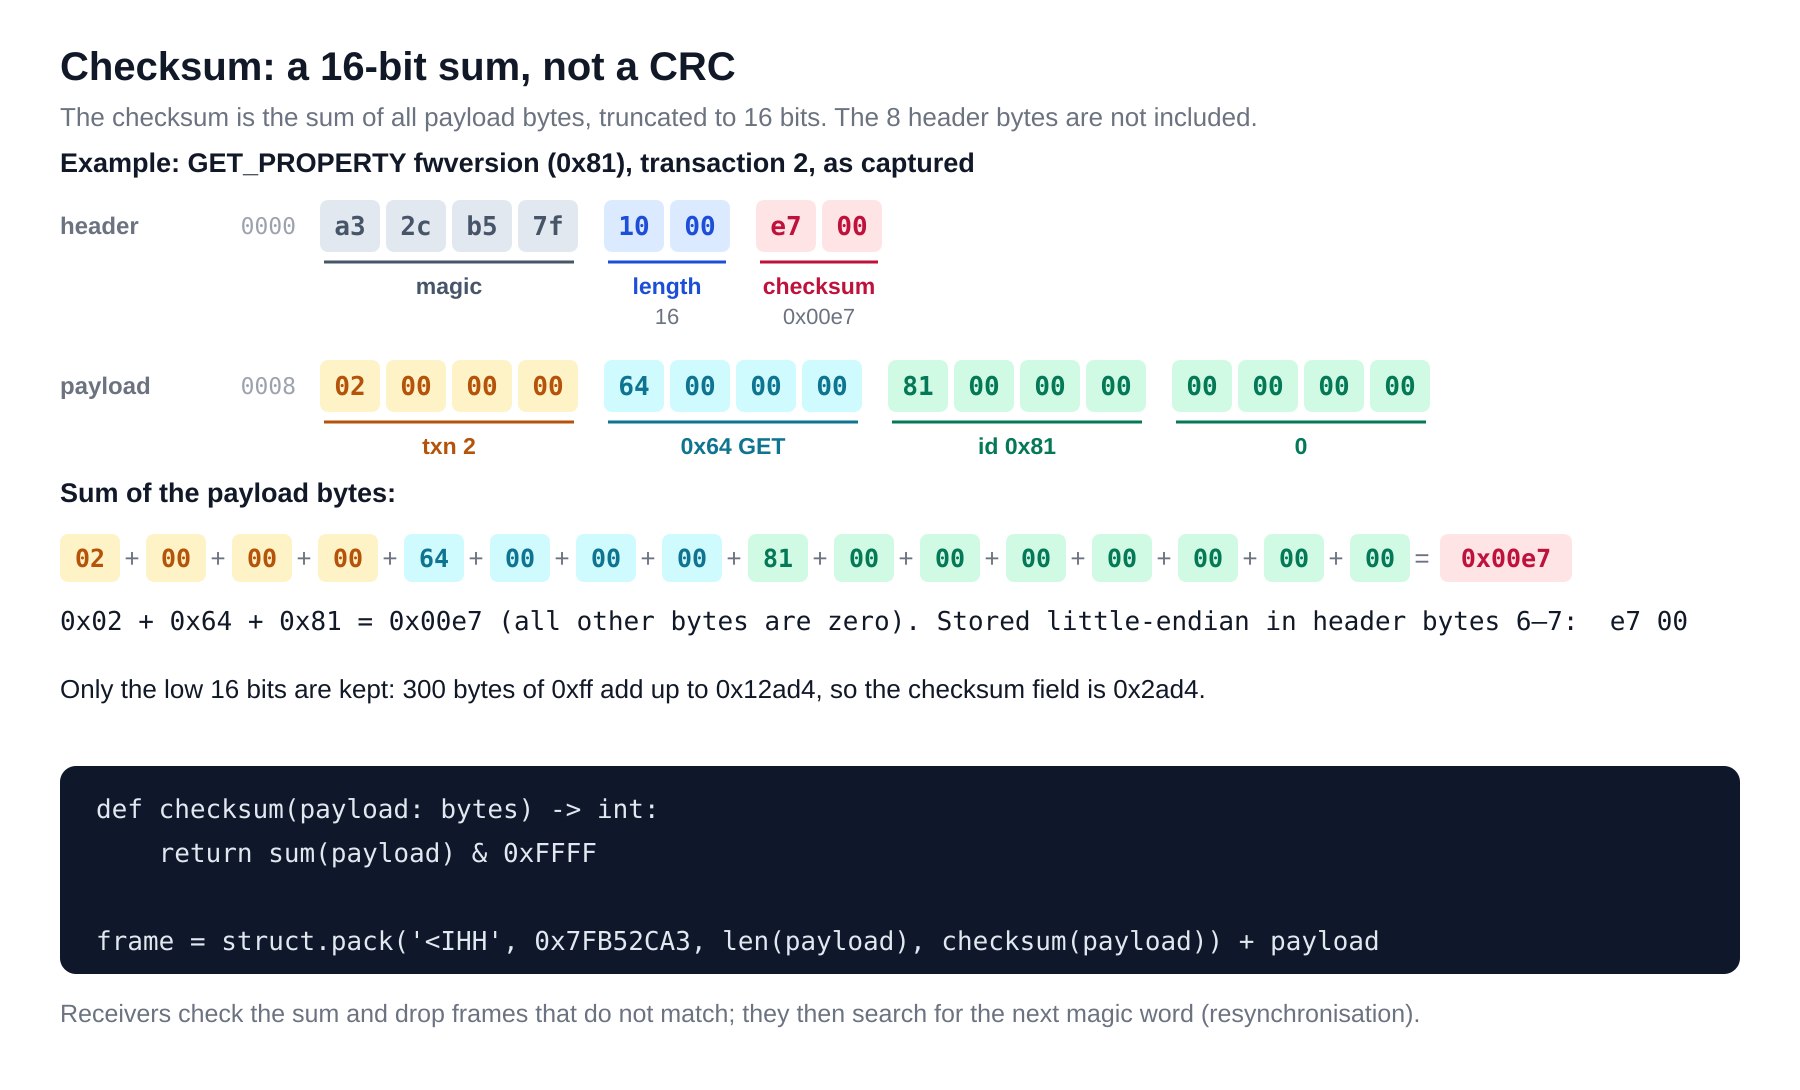 Checksum: a 16-bit sum, not a CRC
The checksum is the sum of all payload bytes, truncated to 16 bits. The 8 header bytes are not included.
Example: GET_PROPERTY fwversion (0x81), transaction 2, as captured
header 0000 a3 2c b5 7f 10 00 e7 00
magic length checksum
16 0x00e7
payload 0008 02 00 00 00 64 00 00 00 81 00 00 00 00 00 00 00
txn 2 0x64 GET id 0x81 0
Sum of the payload bytes:
02 + 00 + 00 + 00 + 64 + 00 + 00 + 00 + 81 + 00 + 00 + 00 + 00 + 00 + 00 + 00 = 0x00e7
0x02 + 0x64 + 0x81 = 0x00e7 (all other bytes are zero). Stored little-endian in header bytes 6–7:  e7 00
Only the low 16 bits are kept: 300 bytes of 0xff add up to 0x12ad4, so the checksum field is 0x2ad4.
def checksum(payload: bytes) -> int:
    return sum(payload) & 0xFFFF
frame = struct.pack('<IHH', 0x7FB52CA3, len(payload), checksum(payload)) + payload
Receivers check the sum and drop frames that do not match; they then search for the next magic word (resynchronisation).